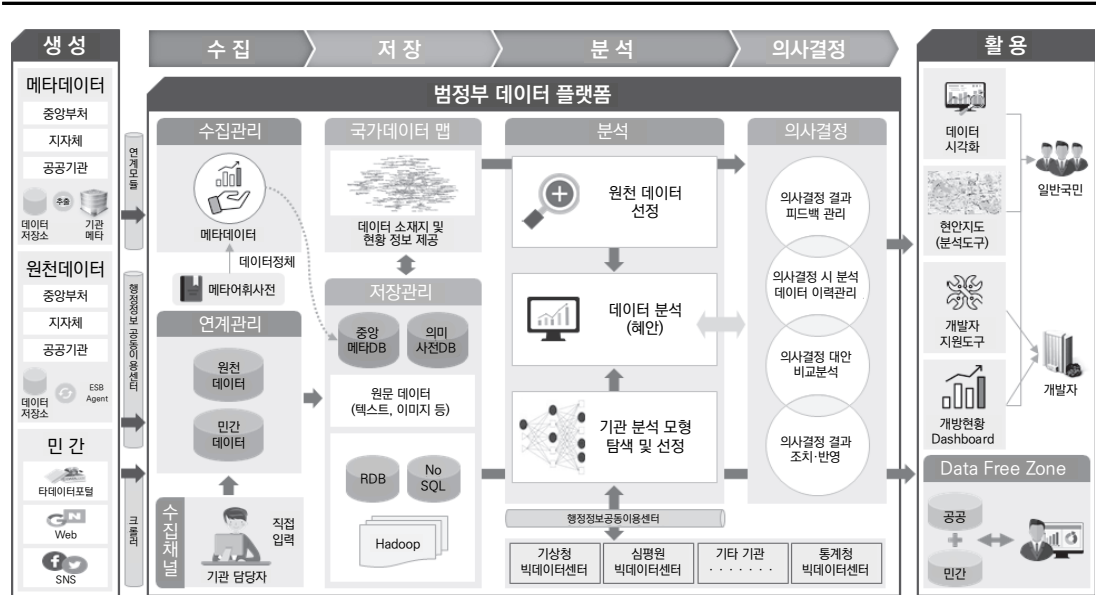 생 성
수 집
저 장
분 석
의사결정
활 용
메타데이터
중앙부처
지자체
공공기관
추출
데이터
저장소
기관
메타
원천데이터
중앙부처
지자체
공공기관
데이터
저장소
ESB
Agent
민 간
타데이터포털
GN
Web
SNS
연계모듈
행정정보 공동이용센터
크롤러
범정부 데이터 플랫폼
수집관리
메타데이터
데이터정체
메타어휘사전
연계관리
원천
데이터
민간
데이터
수집채널
직접
입력
기관 담당자
국가데이터 맵
데이터 소재지 및
현황 정보 제공
저장관리
중앙
메타DB
의미
사전DB
원문 데이터
(텍스트, 이미지 등)
RDB
No
SQL
Hadoop
분석
원천 데이터
선정
데이터 분석
(혜안)
기관 분석 모형
탐색 및 선정
행정정보공동이용센터
기상청
빅데이터센터
심평원
빅데이터센터
기타 기관
· · · · · · ·
통계청
빅데이터센터
의사결정
의사결정 결과
피드백 관리
의사결정 시 분석
데이터 이력관리
의사결정 대안
비교분석
의사결정 결과
조치·반영
데이터
시각화
현안지도
(분석도구)
개발자
지원도구
개방현황
Dashboard
일반국민
개발자
Data Free Zone
공공
민간